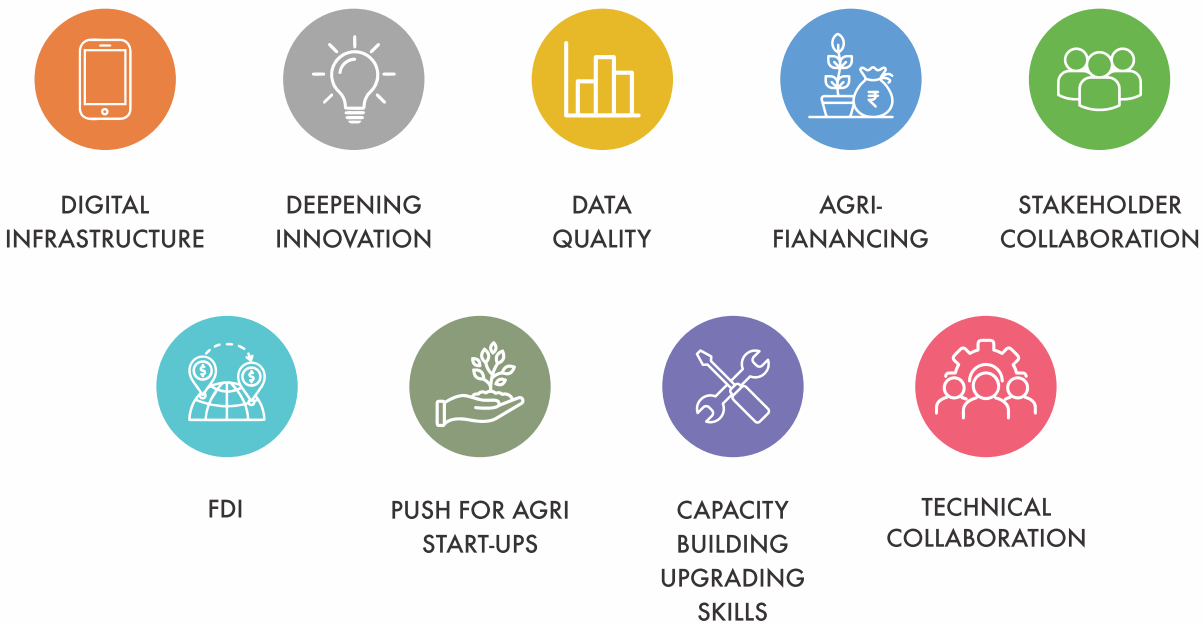 DIGITAL
INFRASTRUCTURE
DEEPENING
INNOVATION
DATA
QUALITY
₹
AGRI-
FIANANCING
STAKEHOLDER
COLLABORATION
$
$
FDI
PUSH FOR AGRI
START-UPS
CAPACITY
BUILDING
UPGRADING
SKILLS
TECHNICAL
COLLABORATION